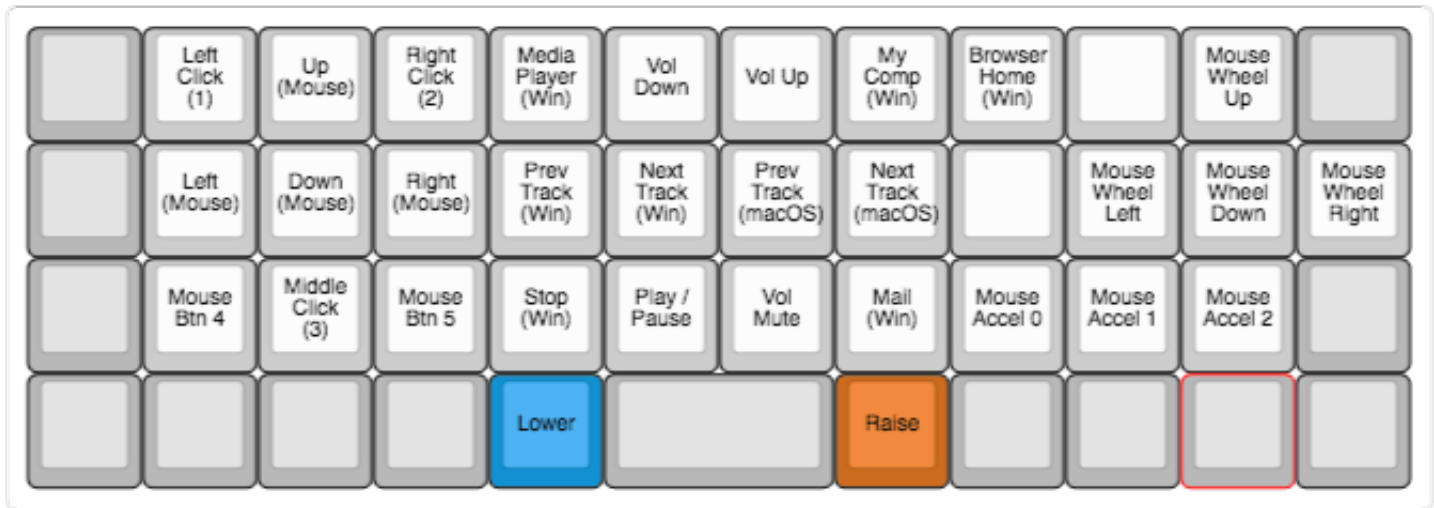 Left
Click
(1)
Up
(Mouse)
Right
Click
(2)
Media
Player
(Win)
Vol
Down
Vol Up
My
Comp
(Win)
Browser
Home
(Win)
Mouse
Wheel
Up
Left
(Mouse)
Down
(Mouse)
Right
(Mouse)
Prev
Track
(Win)
Next
Track
(Win)
Prev
Track
(macOS)
Next
Track
(macOS)
Mouse
Wheel
Left
Mouse
Wheel
Down
Mouse
Wheel
Right
Mouse
Btn 4
Middle
Click
(3)
Mouse
Btn 5
Stop
(Win)
Play /
Pause
Vol
Mute
Mail
(Win)
Mouse
Accel 0
Mouse
Accel 1
Mouse
Accel 2
Lower
Raise